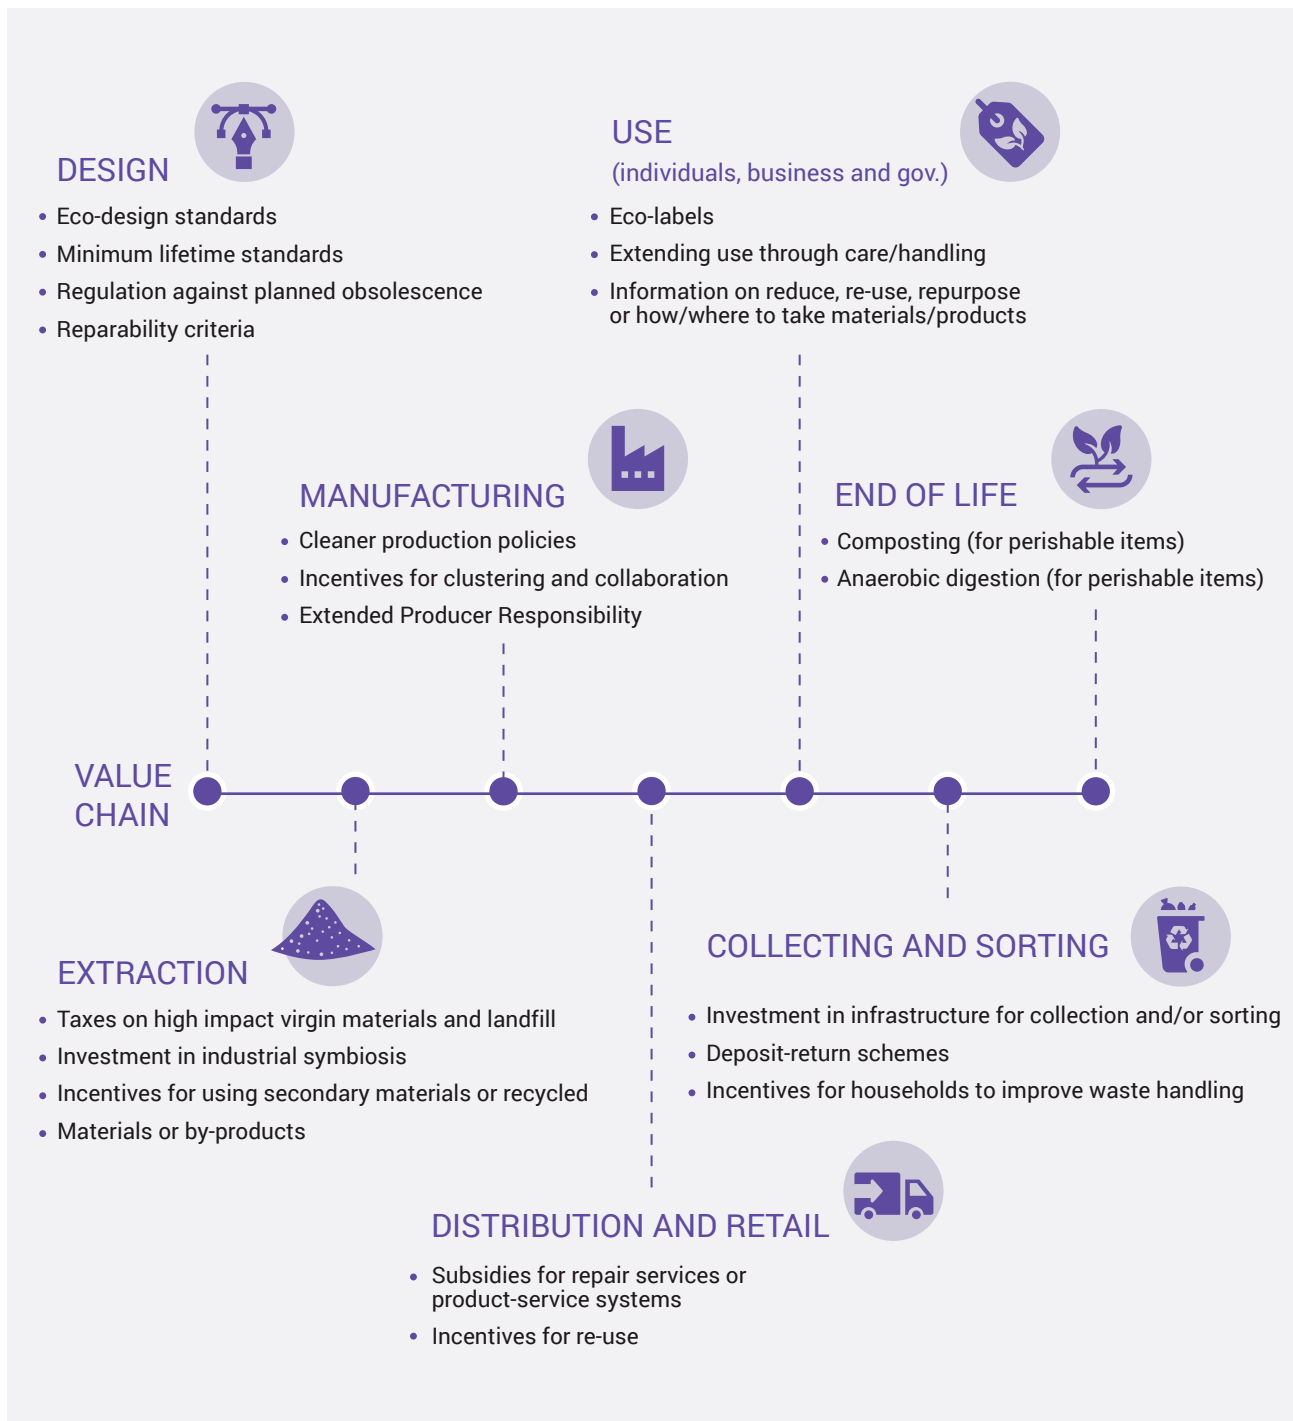 DESIGN
• Eco-design standards
• Minimum lifetime standards
• Regulation against planned obsolescence
• Reparability criteria
USE
(individuals, business and gov.)
• Eco-labels
• Extending use through care/handling
• Information on reduce, re-use, repurpose
or how/where to take materials/products
MANUFACTURING
• Cleaner production policies
• Incentives for clustering and collaboration
• Extended Producer Responsibility
END OF LIFE
• Composting (for perishable items)
• Anaerobic digestion (for perishable items)
VALUE
CHAIN
EXTRACTION
• Taxes on high impact virgin materials and landfill
• Investment in industrial symbiosis
• Incentives for using secondary materials or recycled
• Materials or by-products
COLLECTING AND SORTING
• Investment in infrastructure for collection and/or sorting
• Deposit-return schemes
• Incentives for households to improve waste handling
DISTRIBUTION AND RETAIL
• Subsidies for repair services or
product-service systems
• Incentives for re-use